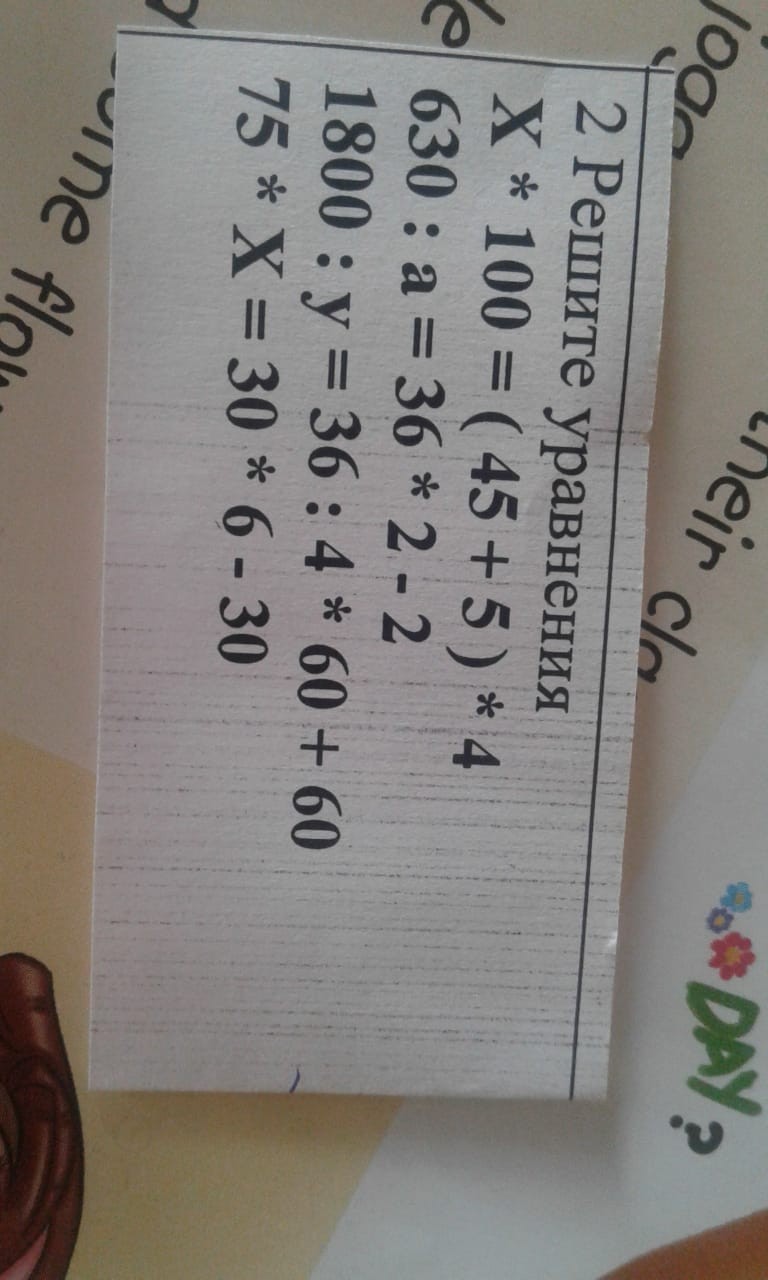 2 Решите уравнения
X * 100 = ( 45 + 5 ) * 4
630 : a = 36 * 2 - 2
1800 : y = 36 : 4 * 60 + 60
75 * X = 30 * 6 - 30
their
DAY?